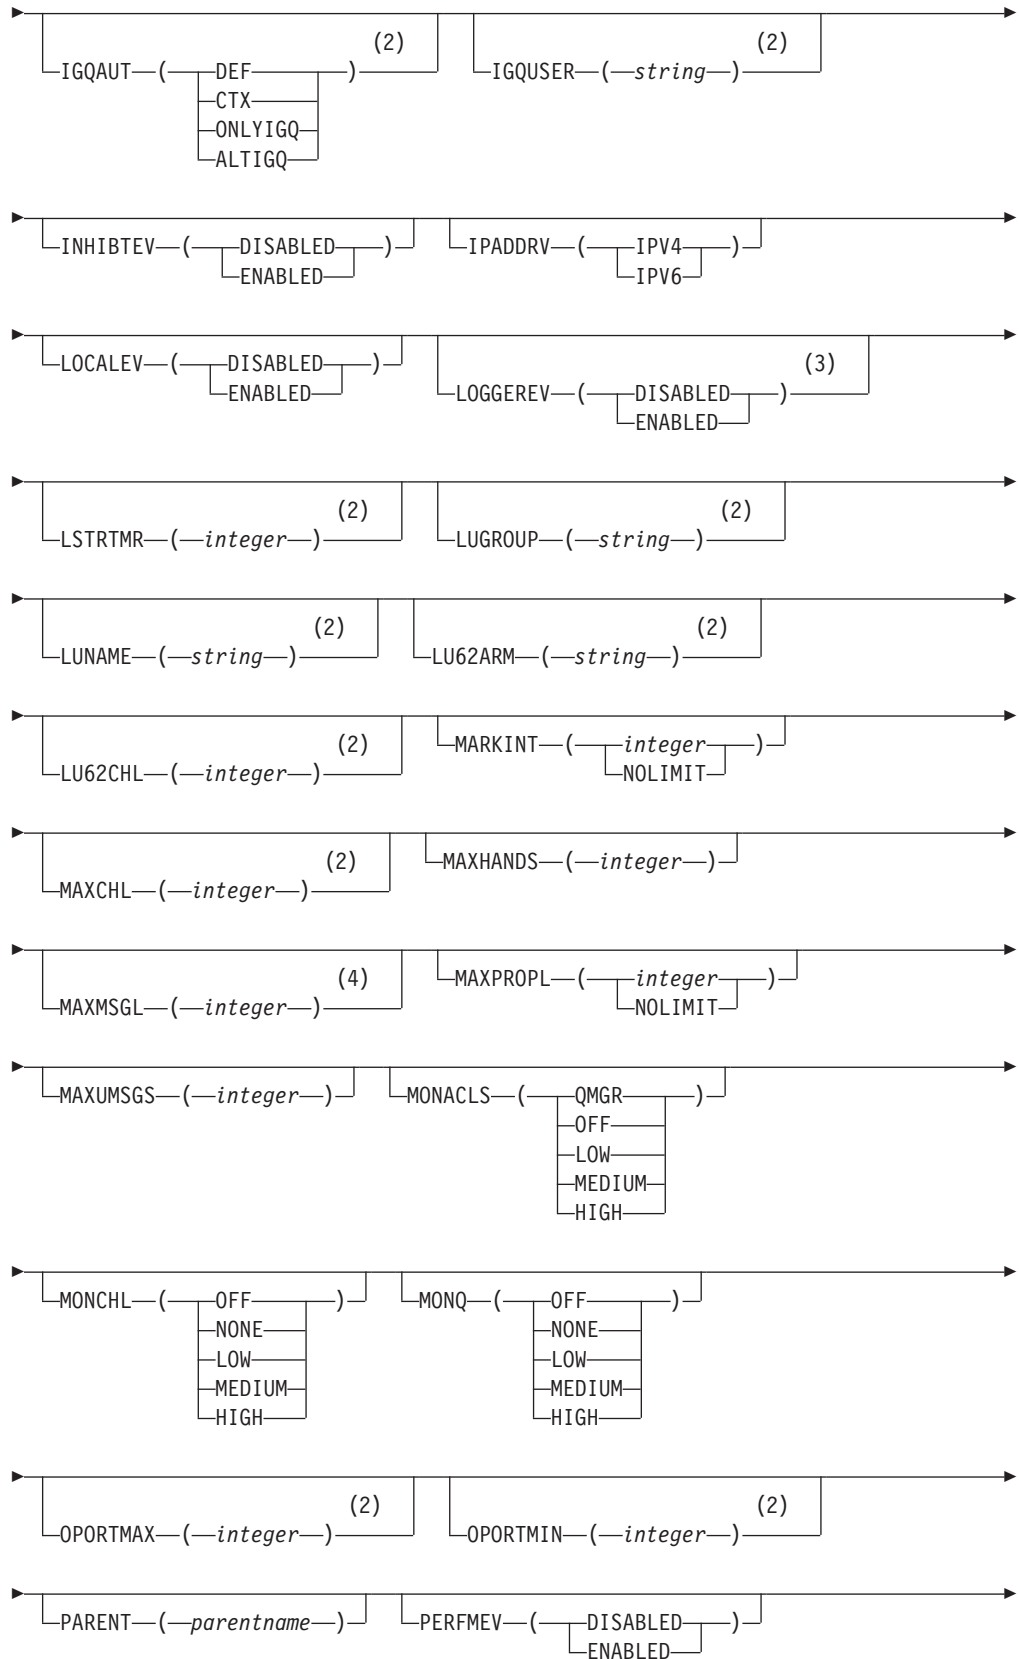 (2) (2)
IGQAUT ( DEF ) IGQUSER ( string )
CTX
ONLYIGQ
ALTIGQ
INHIBTEV ( DISABLED ) IPADDRV ( IPV4 )
ENABLED IPV6
LOCALEV ( DISABLED ) (3)
ENABLED LOGGEREV ( DISABLED )
ENABLED
(2) (2)
LSTRTMR ( integer ) LUGROUP ( string )
(2) (2)
LUNAME ( string ) LU62ARM ( string )
(2) MARKINT ( integer )
LU62CHL ( integer ) NOLIMIT
(2) MAXHANDS ( integer )
MAXCHL ( integer )
(4) MAXPROPL ( integer )
MAXMSGL ( integer ) NOLIMIT
MAXUMSGS ( integer ) MONACLS ( QMGR )
OFF
LOW
MEDIUM
HIGH
MONCHL ( OFF ) MONQ ( OFF )
NONE NONE
LOW LOW
MEDIUM MEDIUM
HIGH HIGH
(2) (2)
OPORTMAX ( integer ) OPORTMIN ( integer )
PARENT ( parentname ) PERFMEV ( DISABLED )
ENABLED